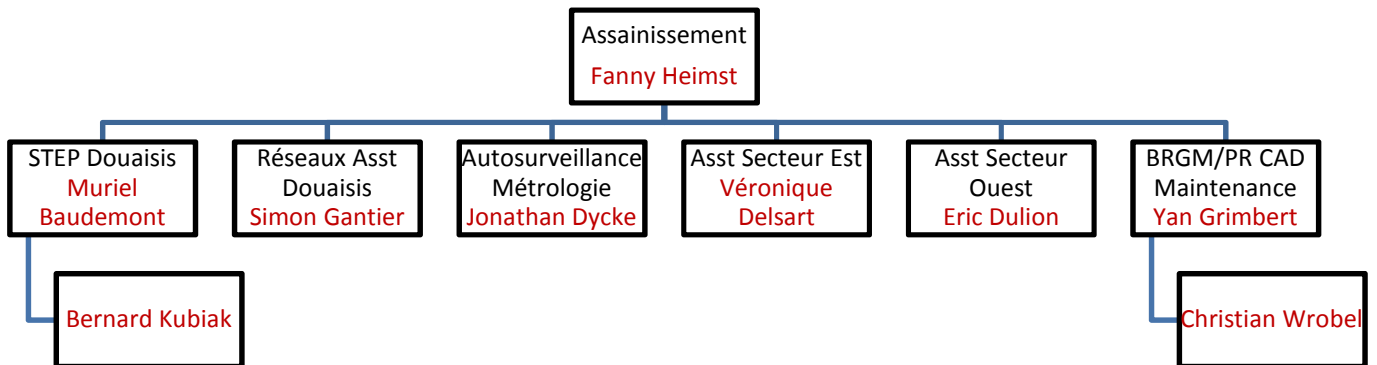 Assainissement
Fanny Heimst
STEP Douaisis
Muriel
Baudemont
Réseaux Asst
Douaisis
Simon Gantier
Autosurveillance
Métrologie
Jonathan Dycke
Asst Secteur Est
Véronique
Delsart
Asst Secteur
Ouest
Eric Dulion
BRGM/PR CAD
Maintenance
Yan Grimbert
Bernard Kubiak
Christian Wrobel